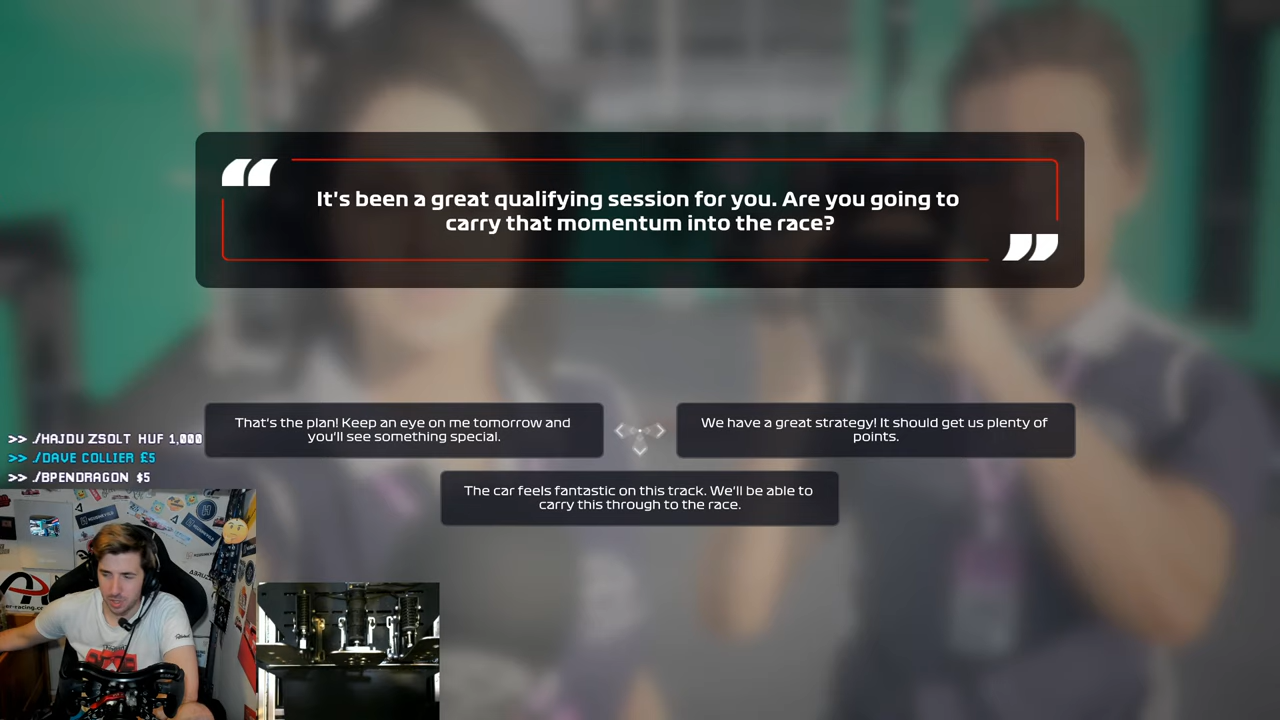 It's been a great qualifying session for you. Are you going to
carry that momentum into the race?
That's the plan! Keep an eye on me tomorrow and
you'll see something special.
We have a great strategy! It should get us plenty of
points.
The car feels fantastic on this track. We'll be able to
carry this through to the race.
>> ./HAJDU ZSOLT HUF 1,000
>> ./DAVE COLLIER £5
>> ./BPENDRAGON $5